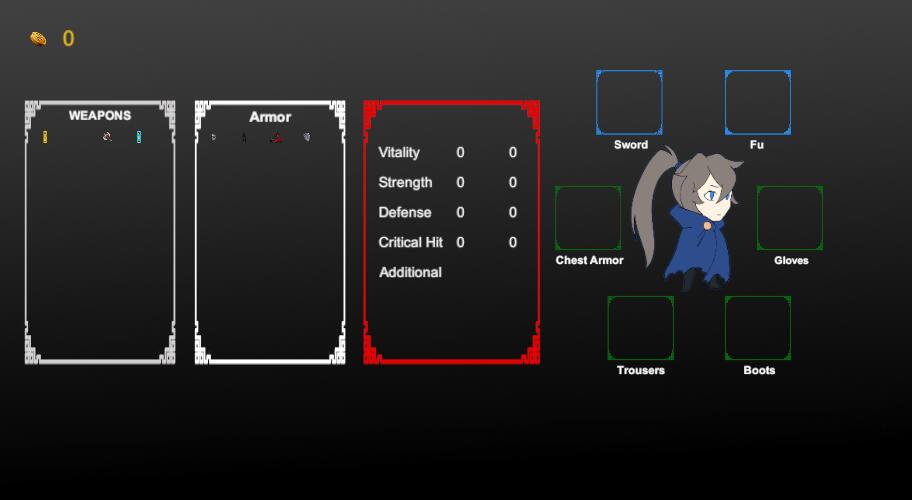 0
WEAPONS
Armor
Vitality 0 0
Strength 0 0
Defense 0 0
Critical Hit 0 0
Additional
Sword
Fu
Chest Armor
Gloves
Trousers
Boots